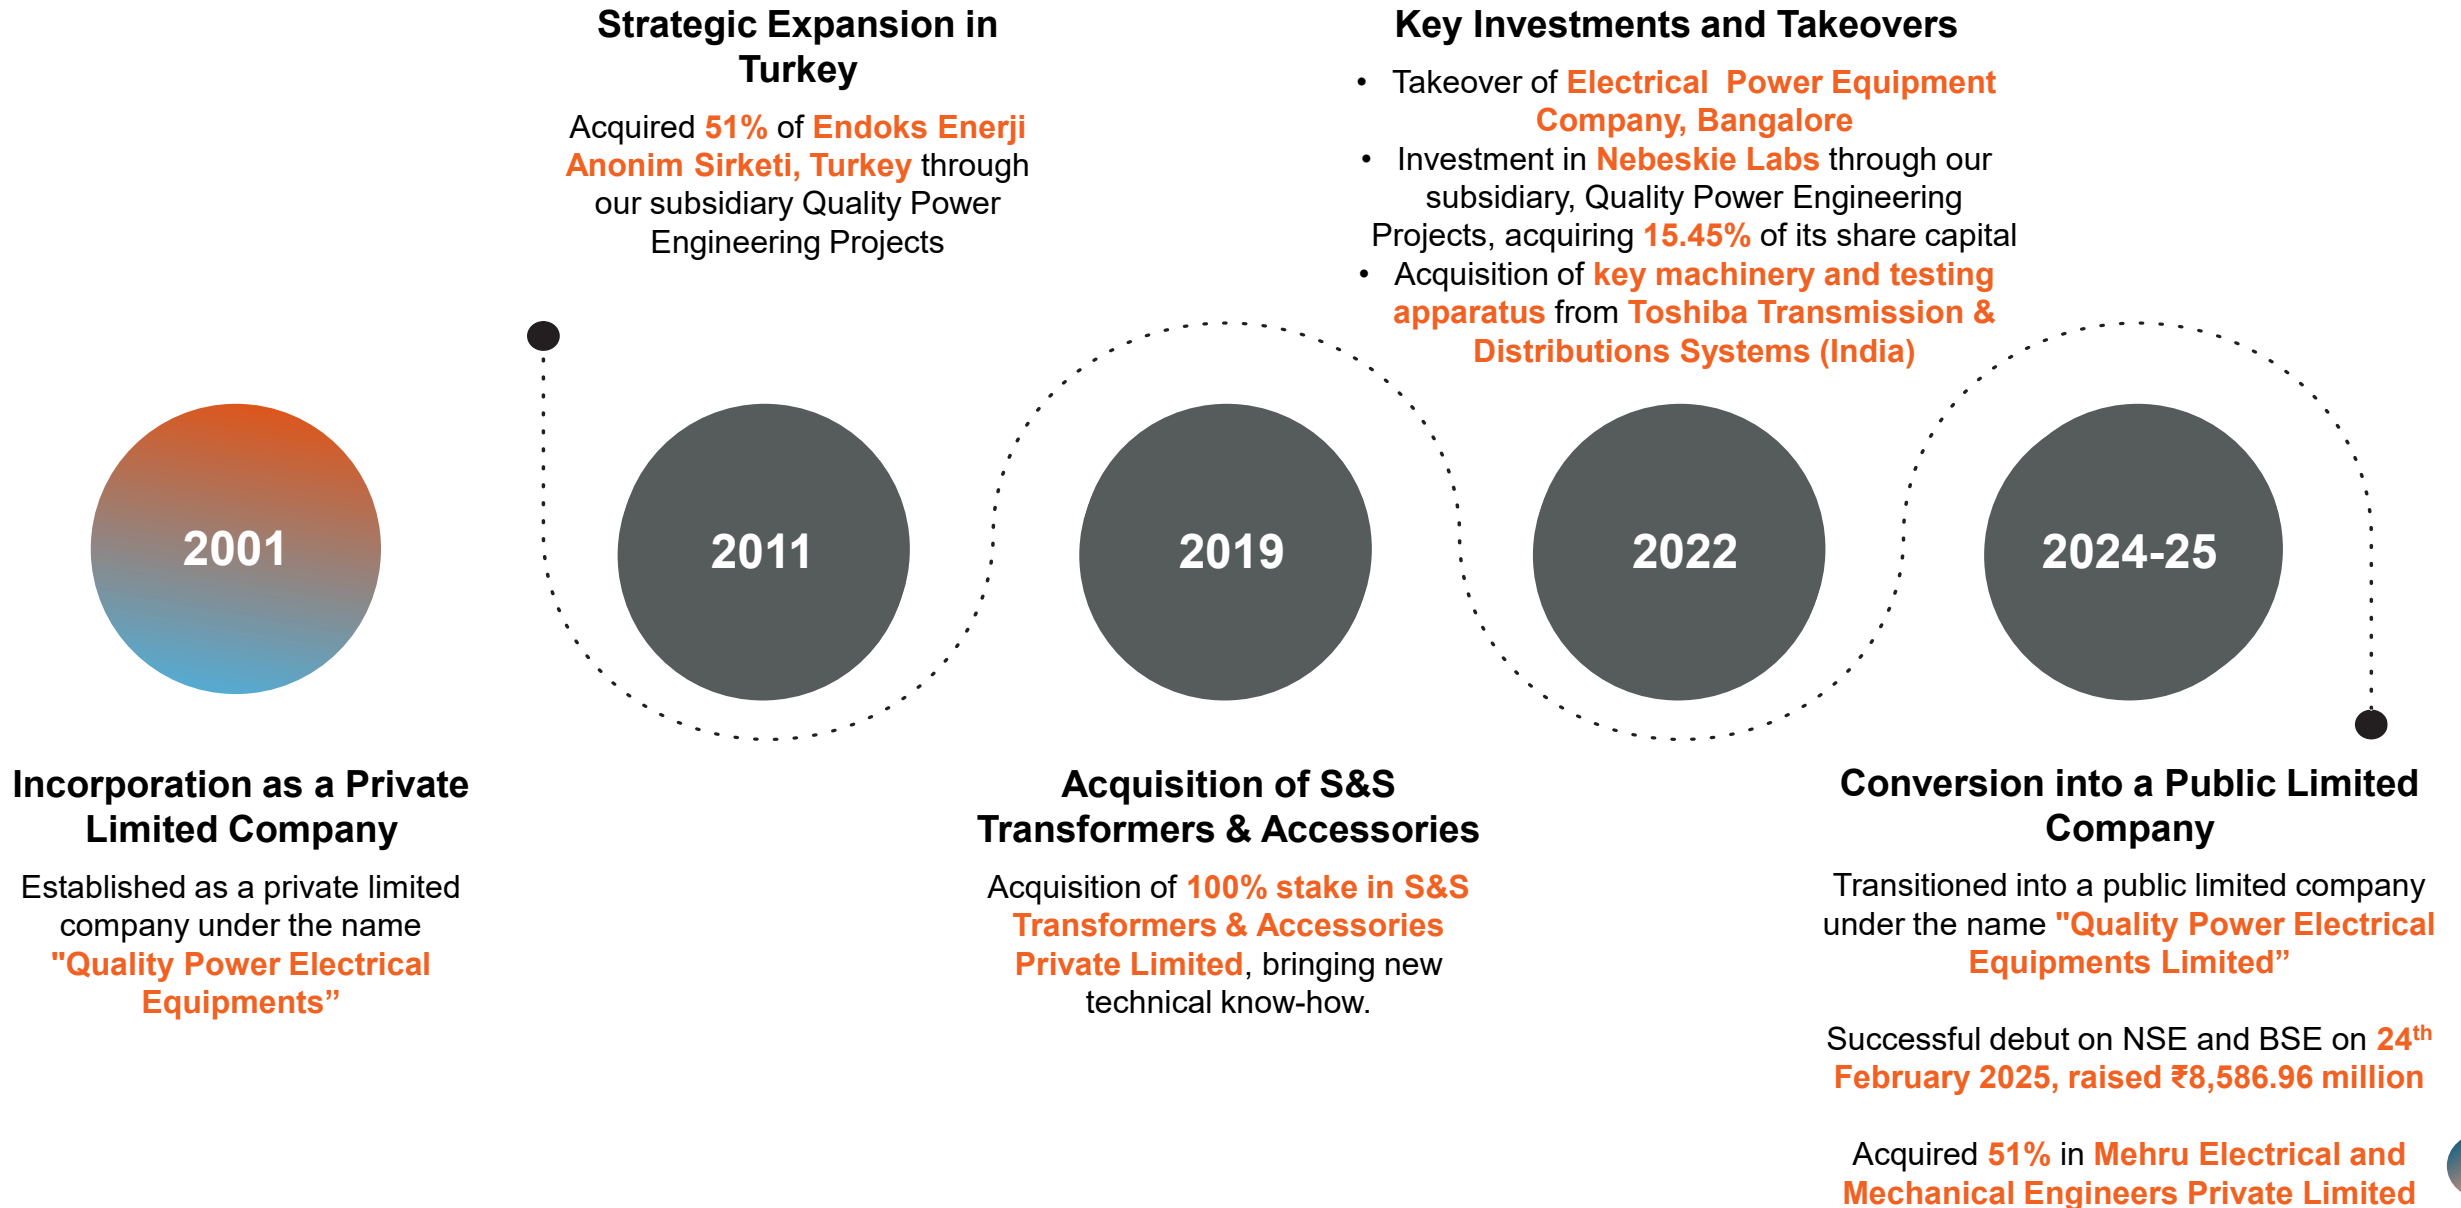 Strategic Expansion in
Turkey
Acquired 51% of Endoks Enerji
Anonim Sirketi, Turkey through
our subsidiary Quality Power
Engineering Projects
Key Investments and Takeovers
• Takeover of Electrical Power Equipment
Company, Bangalore
• Investment in Nebeskie Labs through our
subsidiary, Quality Power Engineering
Projects, acquiring 15.45% of its share capital
• Acquisition of key machinery and testing
apparatus from Toshiba Transmission &
Distributions Systems (India)
2001
2011
2019
2022
2024-25
Incorporation as a Private
Limited Company
Established as a private limited
company under the name
"Quality Power Electrical
Equipments”
Acquisition of S&S
Transformers & Accessories
Acquisition of 100% stake in S&S
Transformers & Accessories
Private Limited, bringing new
technical know-how.
Conversion into a Public Limited
Company
Transitioned into a public limited company
under the name "Quality Power Electrical
Equipments Limited”
Successful debut on NSE and BSE on 24th
February 2025, raised ₹8,586.96 million
Acquired 51% in Mehru Electrical and
Mechanical Engineers Private Limited